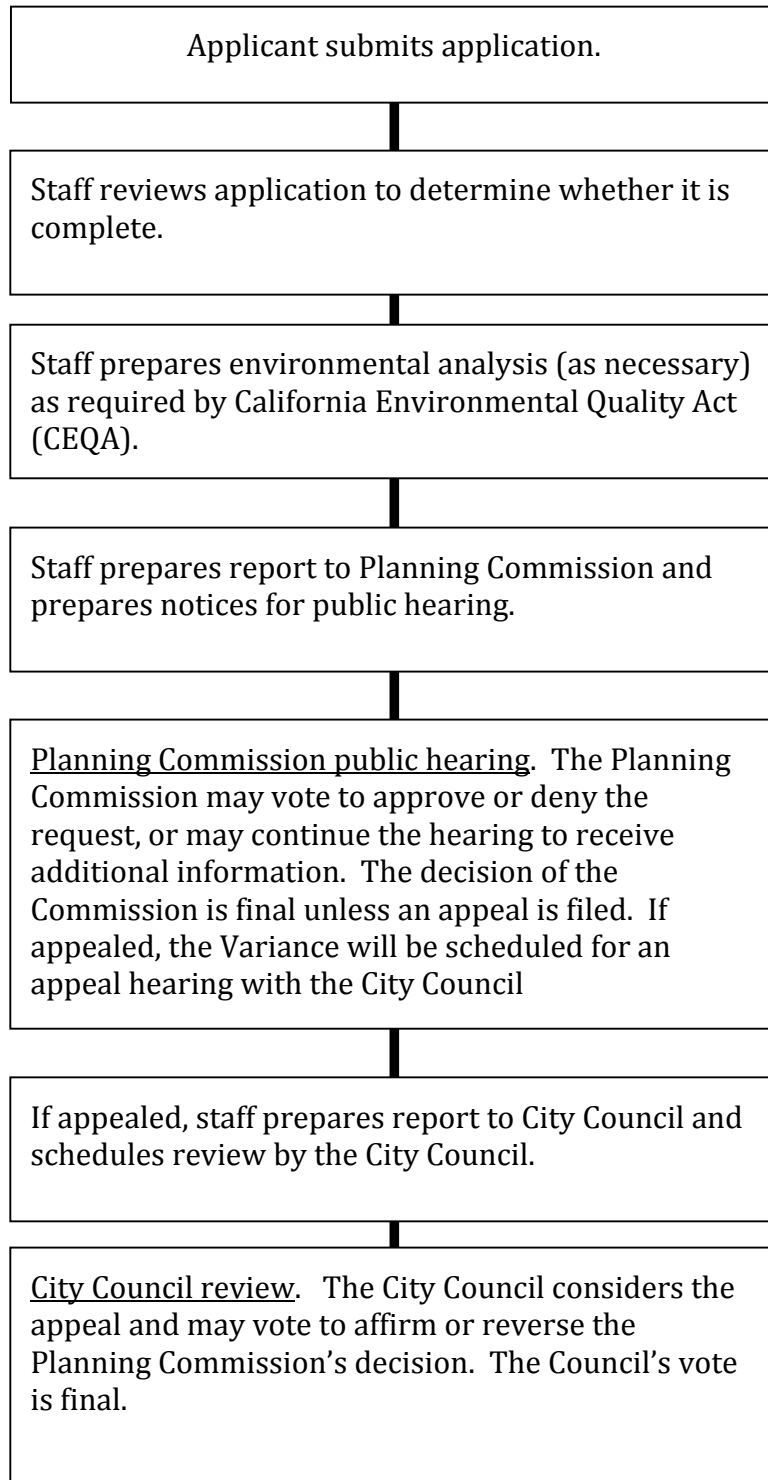 Applicant submits application.
Staff reviews application to determine whether it is
complete.
Staff prepares environmental analysis (as necessary)
as required by California Environmental Quality Act
(CEQA).
Staff prepares report to Planning Commission and
prepares notices for public hearing.
Planning Commission public hearing.  The Planning
Commission may vote to approve or deny the
request, or may continue the hearing to receive
additional information.  The decision of the
Commission is final unless an appeal is filed.  If
appealed, the Variance will be scheduled for an
appeal hearing with the City Council
If appealed, staff prepares report to City Council and
schedules review by the City Council.
City Council review.   The City Council considers the
appeal and may vote to affirm or reverse the
Planning Commission’s decision.  The Council’s vote
is final.